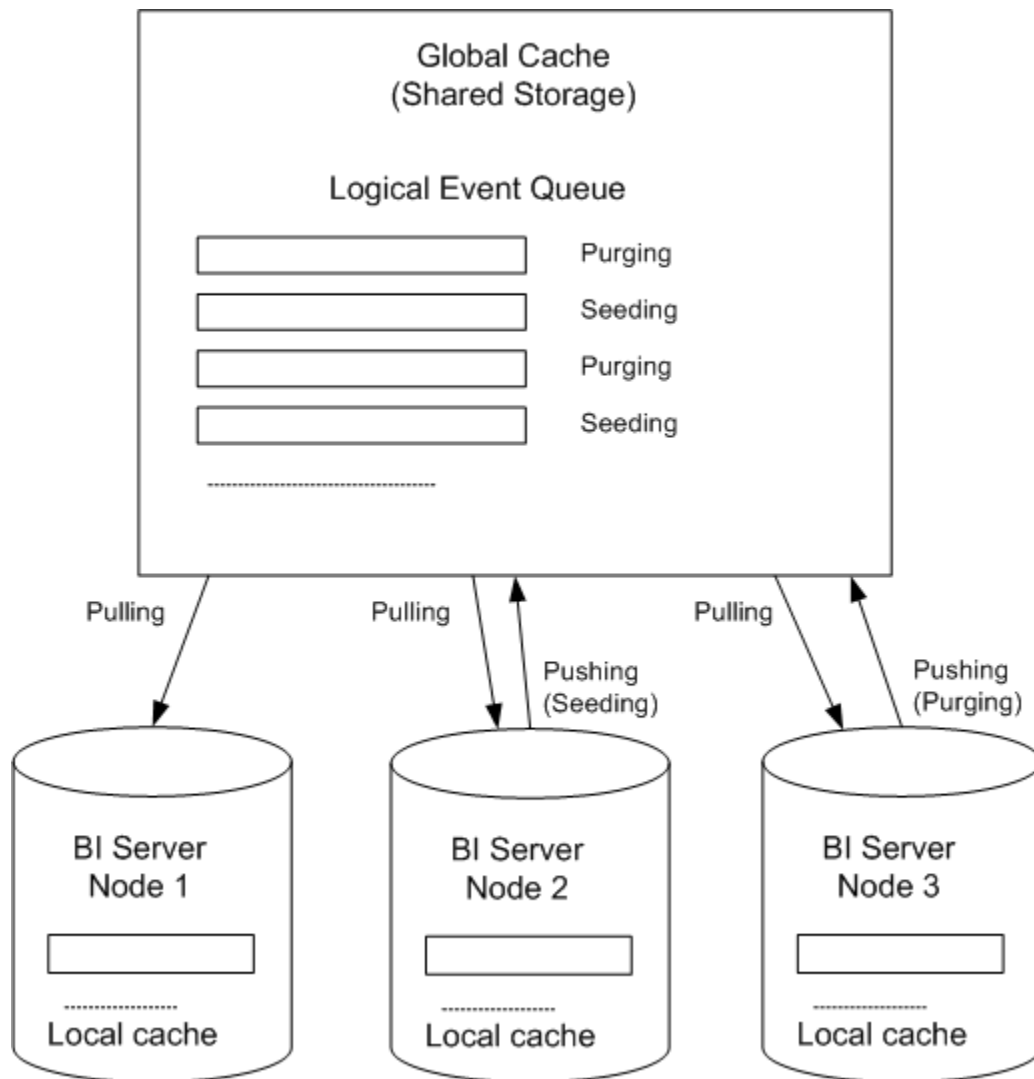 Global Cache
(Shared Storage)
Logical Event Queue
Purging
Seeding
Purging
Seeding
Pulling
Pulling
Pushing
(Seeding)
Pulling
Pushing
(Purging)
BI Server
Node 1
Local cache
BI Server
Node 2
Local cache
BI Server
Node 3
Local cache